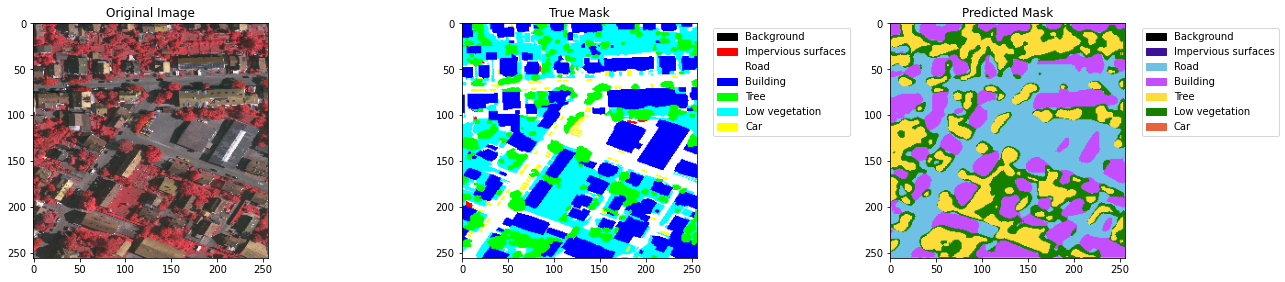 Original Image
0
50
100
150
200
250
0 50 100 150 200 250
True Mask
0
50
100
150
200
250
0 50 100 150 200 250
Background
Impervious surfaces
Road
Building
Tree
Low vegetation
Car
Predicted Mask
0
50
100
150
200
250
0 50 100 150 200 250
Background
Impervious surfaces
Road
Building
Tree
Low vegetation
Car